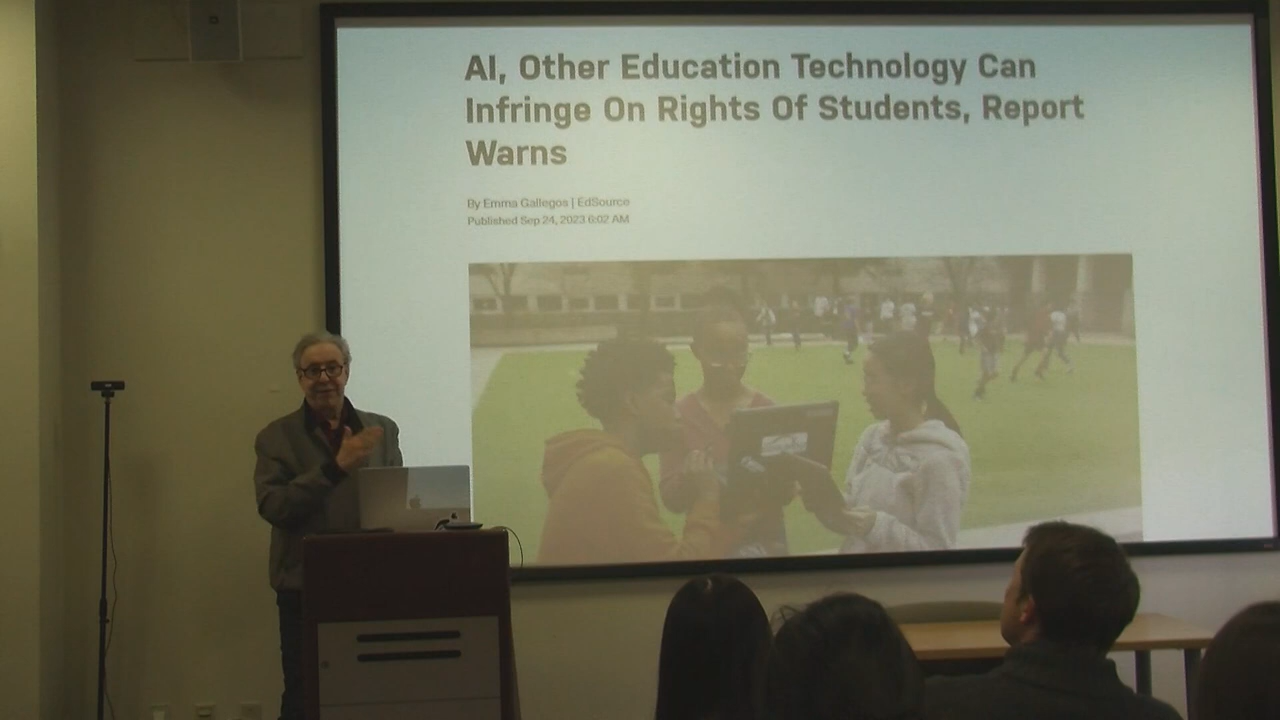 AI, Other Education Technology Can
Infringe On Rights Of Students, Report
Warns
By Emma Gallegos | EdSource
Published Sep 24, 2023 6:02 AM